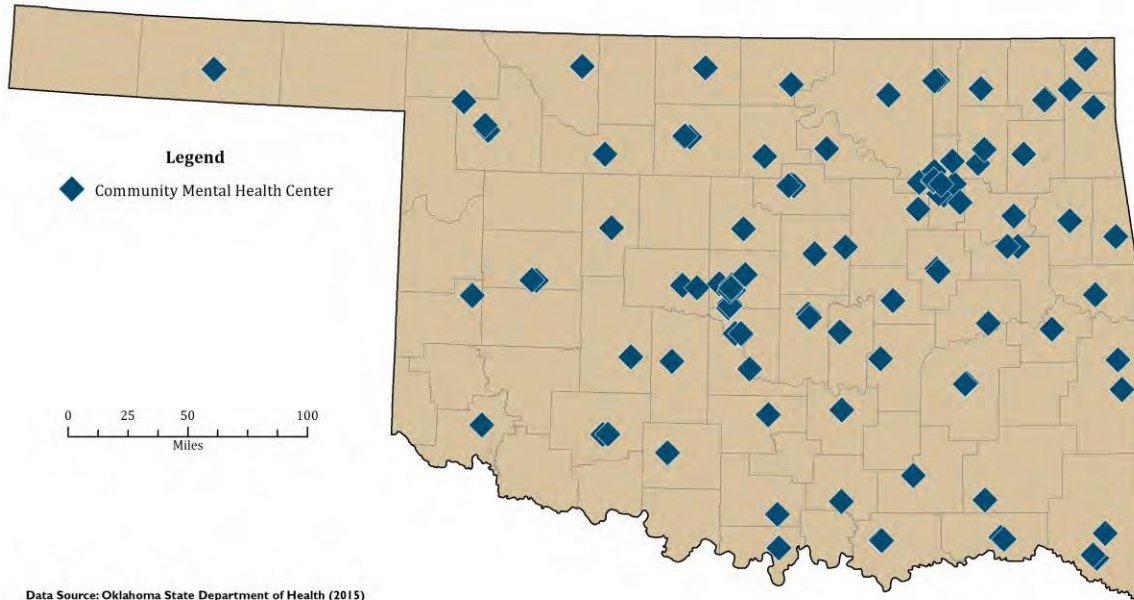 Legend
Community Mental Health Center
0 25 50 100
Miles
Data Source: Oklahoma State Department of Health (2015)